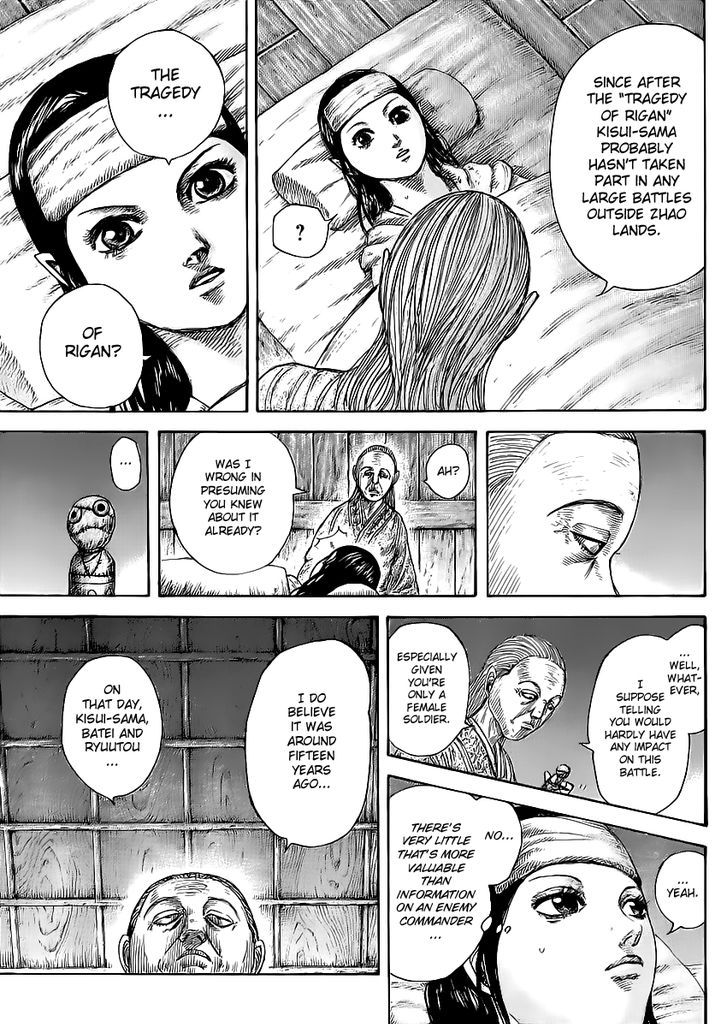 SINCE AFTER
THE "TRAGEDY
OF RIGAN"
KISUI-SAMA
PROBABLY
HASN'T TAKEN
PART IN ANY
LARGE BATTLES
OUTSIDE ZHAO
LANDS.
?
THE
TRAGEDY
...
OF
RIGAN?
AH?
WAS I
WRONG IN
PRESUMING
YOU KNEW
ABOUT IT
ALREADY?
...
... WELL,
WHAT-
EVER,
I
SUPPOSE
TELLING
YOU WOULD
HARDLY HAVE
ANY IMPACT
ON THIS
BATTLE.
ESPECIALLY
GIVEN
YOU'RE
ONLY A
FEMALE
SOLDIER.
...
YEAH.
NO...
THERE'S
VERY LITTLE
THAT'S MORE
VALUABLE
THAN
INFORMATION
ON AN ENEMY
COMMANDER
...
I DO
BELIEVE
IT WAS
AROUND
FIFTEEN
YEARS
AGO...
ON
THAT DAY,
KISUI-SAMA,
BATEI AND
RYUUTOU
...